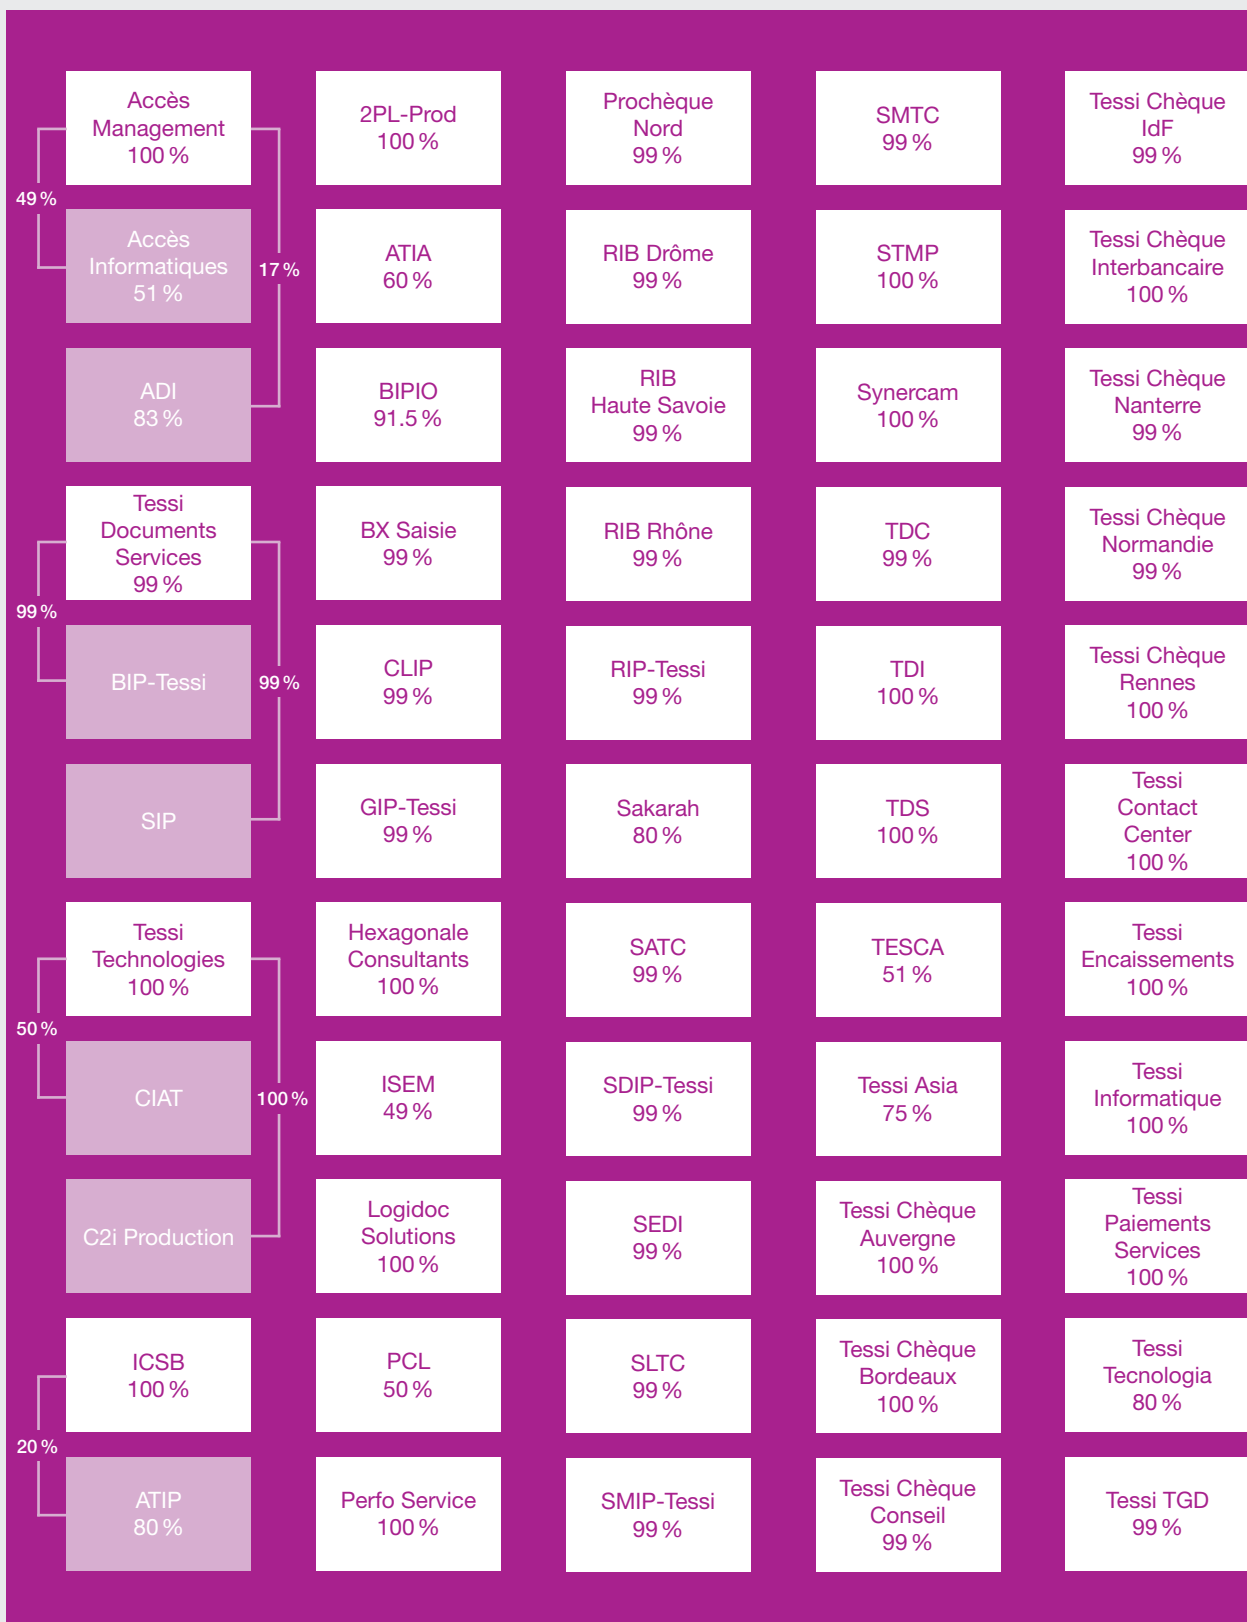 Accès
Management
100 %
49 %
Accès
Informatiques
51 %
17 %
ADI
83 %
Tessi
Documents
Services
99 %
99 %
BIP-Tessi
99 %
SIP
Tessi
Technologies
100 %
50 %
CIAT
100 %
C2i Production
ICSB
100 %
20 %
ATIP
80 %
2PL-Prod
100 %
ATIA
60 %
BIPIO
91.5 %
BX Saisie
99 %
CLIP
99 %
GIP-Tessi
99 %
Hexagonale
Consultants
100 %
ISEM
49 %
Logidoc
Solutions
100 %
PCL
50 %
Perfo Service
100 %
Prochèque
Nord
99 %
RIB Drôme
99 %
RIB
Haute Savoie
99 %
RIB Rhône
99 %
RIP-Tessi
99 %
Sakarah
80 %
SATC
99 %
SDIP-Tessi
99 %
SEDI
99 %
SLTC
99 %
SMIP-Tessi
99 %
SMTC
99 %
STMP
100 %
Synercam
100 %
TDC
99 %
TDI
100 %
TDS
100 %
TESCA
51 %
Tessi Asia
75 %
Tessi Chèque
Auvergne
100 %
Tessi Chèque
Bordeaux
100 %
Tessi Chèque
Conseil
99 %
Tessi Chèque
IdF
99 %
Tessi Chèque
Interbancaire
100 %
Tessi Chèque
Nanterre
99 %
Tessi Chèque
Normandie
99 %
Tessi Chèque
Rennes
100 %
Tessi
Contact
Center
100 %
Tessi
Encaissements
100 %
Tessi
Informatique
100 %
Tessi
Paiements
Services
100 %
Tessi
Tecnologia
80 %
Tessi TGD
99 %